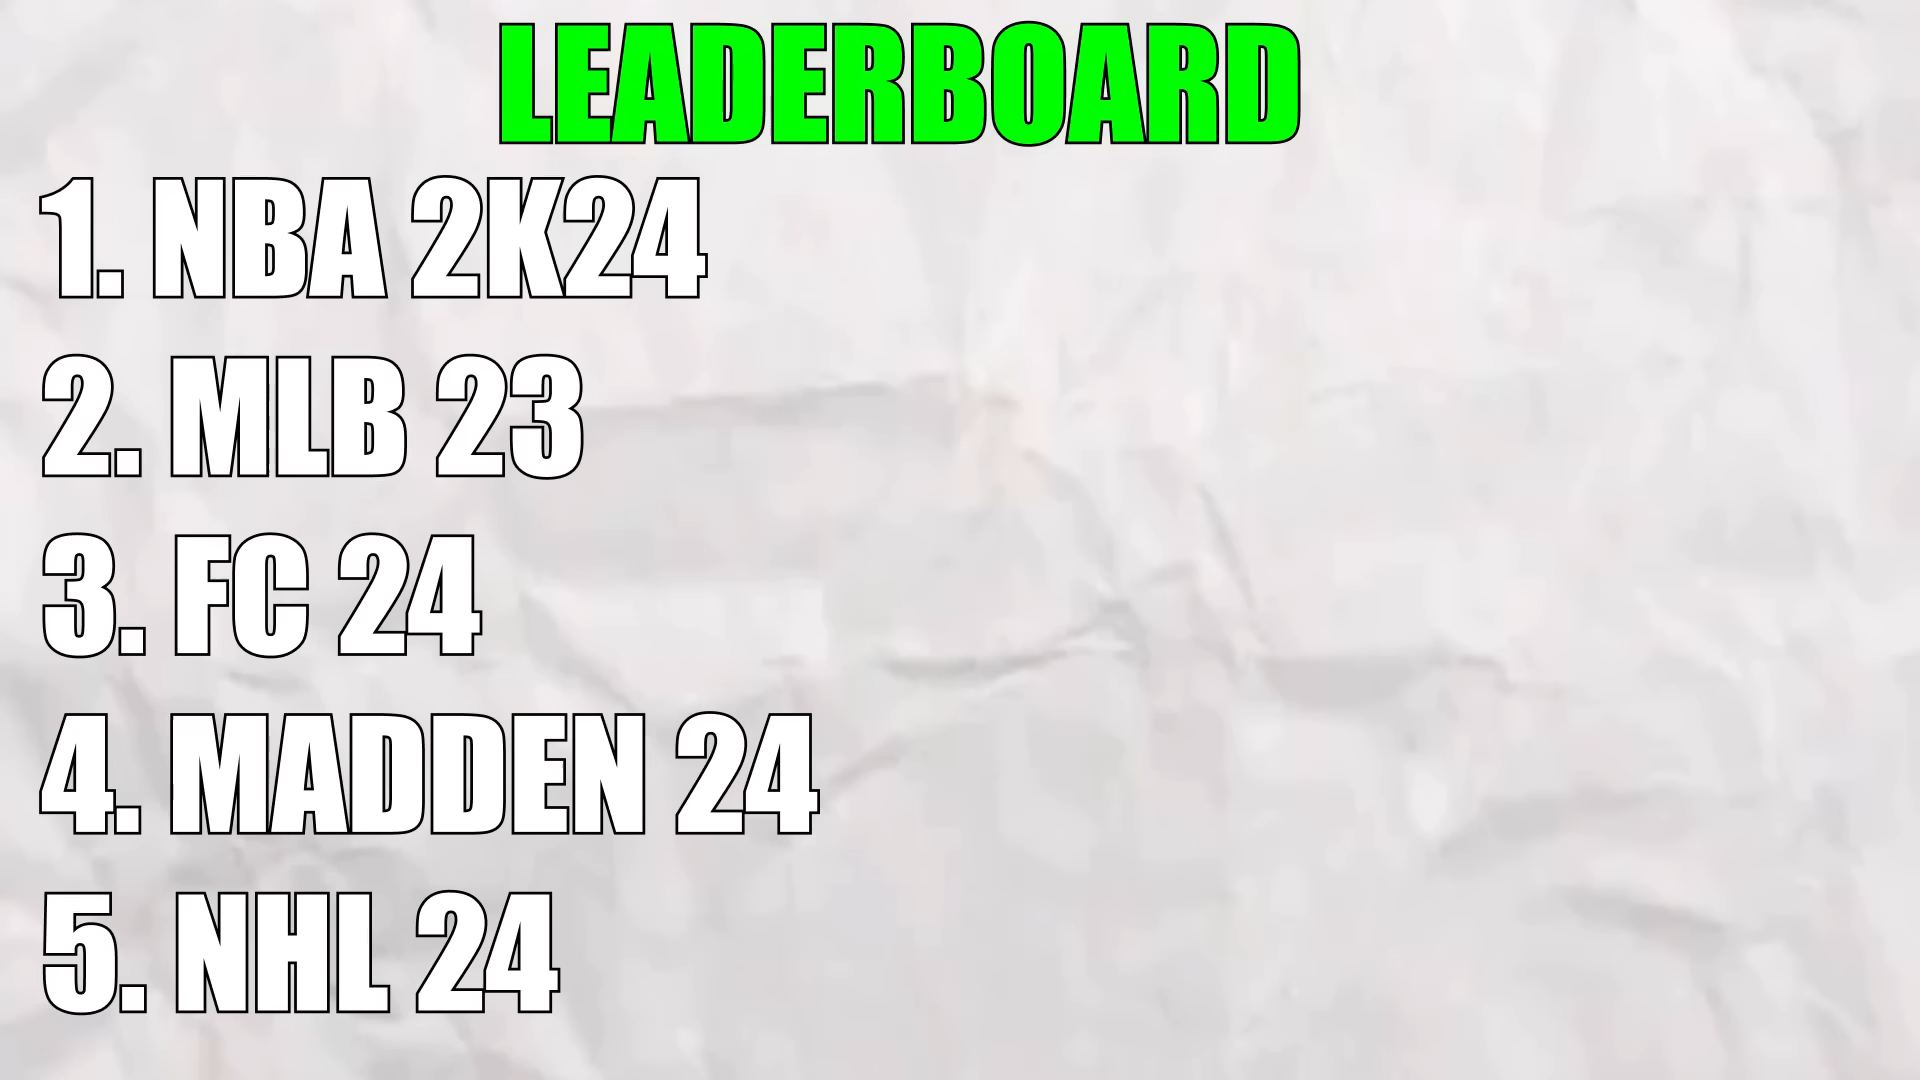 LEADERBOARD
1. NBA 2K24
2. MLB 23
3. FC 24
4. MADDEN 24
5. NHL 24